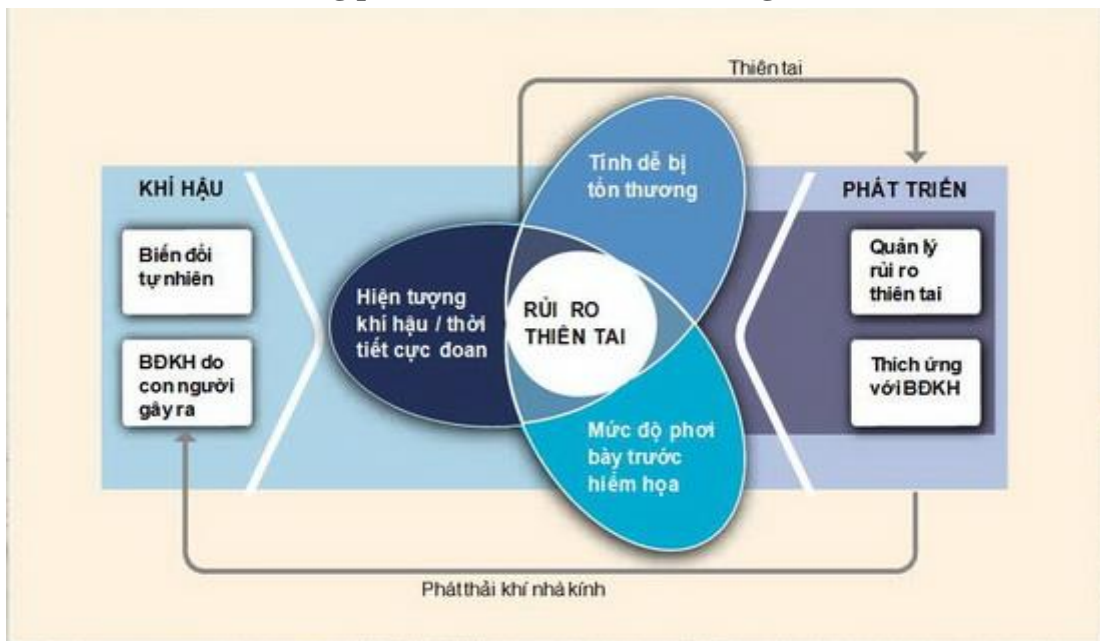 Thiên tai
KHÍ HẬU
Biến đổi
tự nhiên
BĐKH do
con người
gây ra
Hiện tượng
khí hậu / thời
tiết cực đoan
Tính dễ bị
tổn thương
RỦI RO
THIÊN TAI
Mức độ phơi
bày trước
hiểm họa
PHÁT TRIỂN
Quản lý
rủi ro
thiên tai
Thích ứng
với BĐKH
Phát thải khí nhà kính